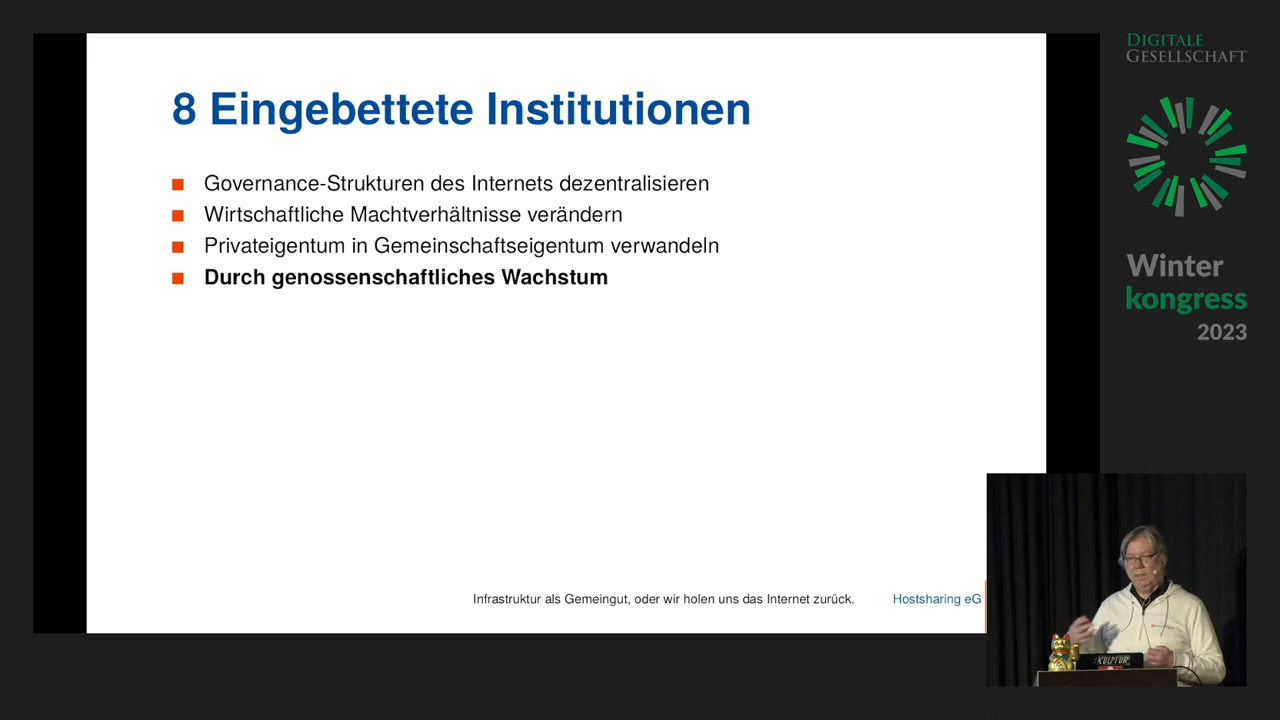 8 Eingebettete Institutionen
Governance-Strukturen des Internets dezentralisieren
Wirtschaftliche Machtverhältnisse verändern
Privateigentum in Gemeinschaftseigentum verwandeln
Durch genossenschaftliches Wachstum
Infrastruktur als Gemeingut, oder wir holen uns das Internet zurück.
Hostsharing eG
DIGITALE
GESELLSCHAFT
Winter
kongress
2023
KULPTUR